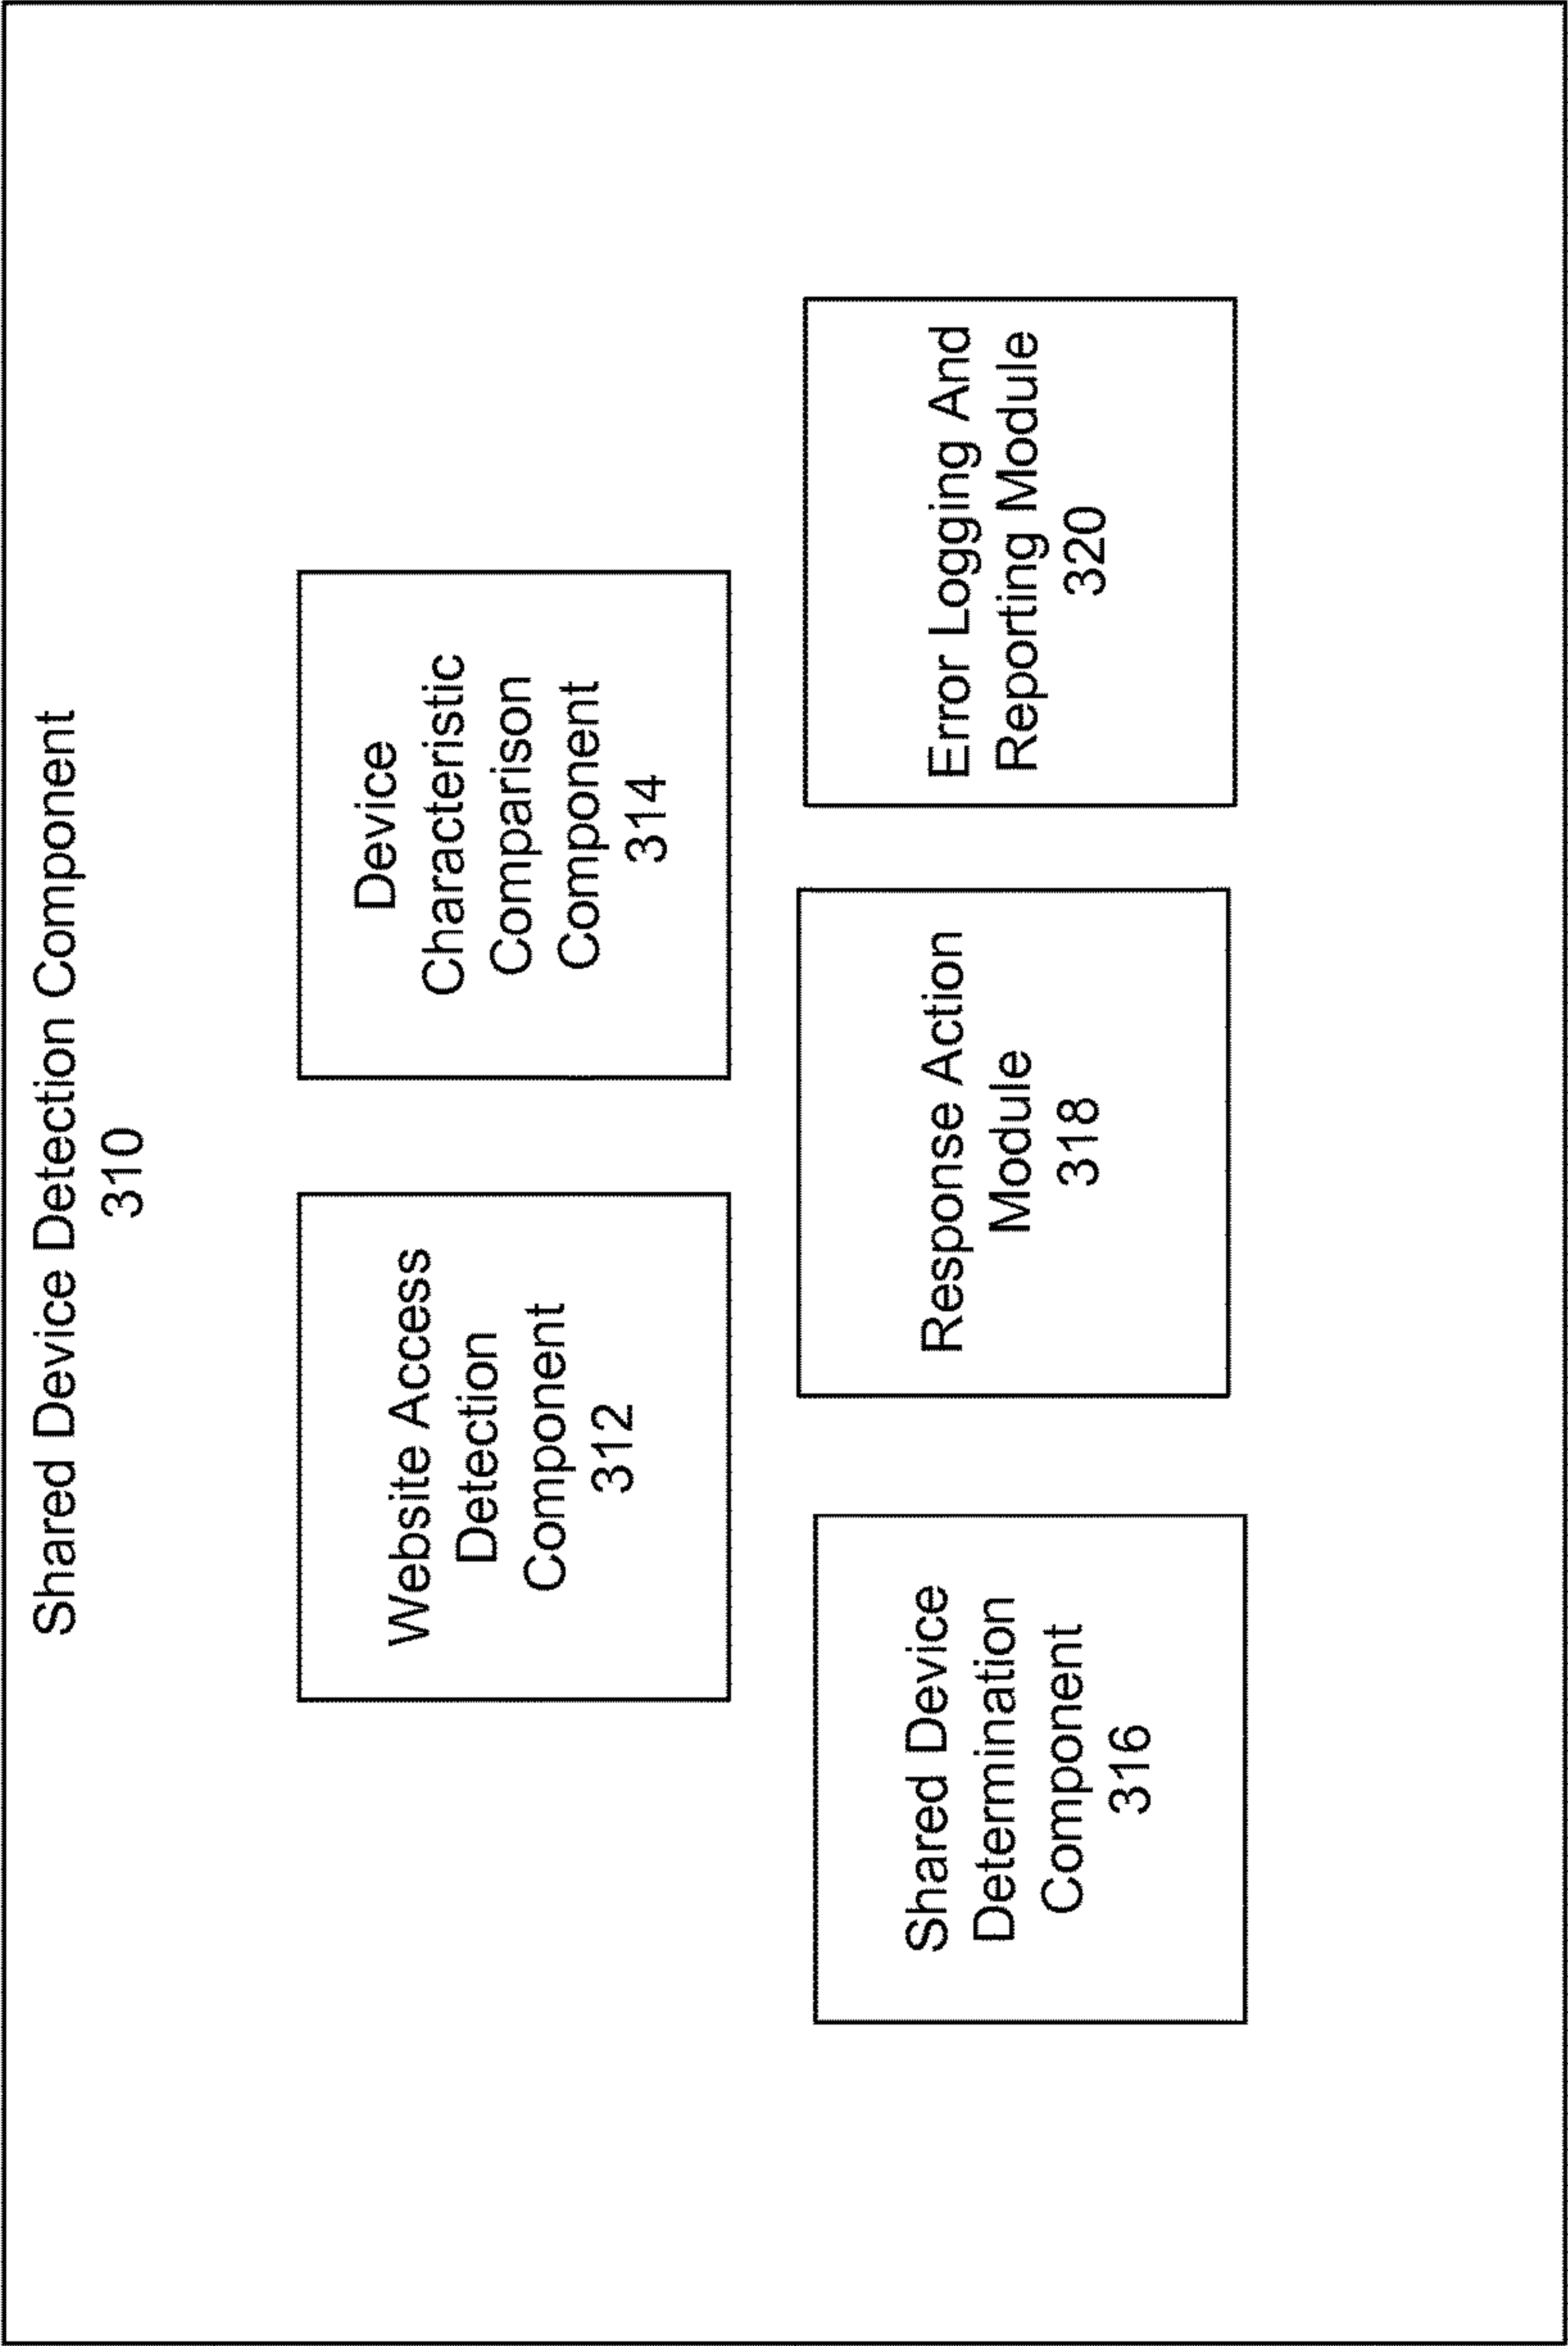 Shared Device Detection Component
310
Website Access
Detection
Component
312
Device
Characteristic
Comparison
Component
314
Shared Device
Determination
Component
316
Response Action
Module
318
Error Logging And
Reporting Module
320